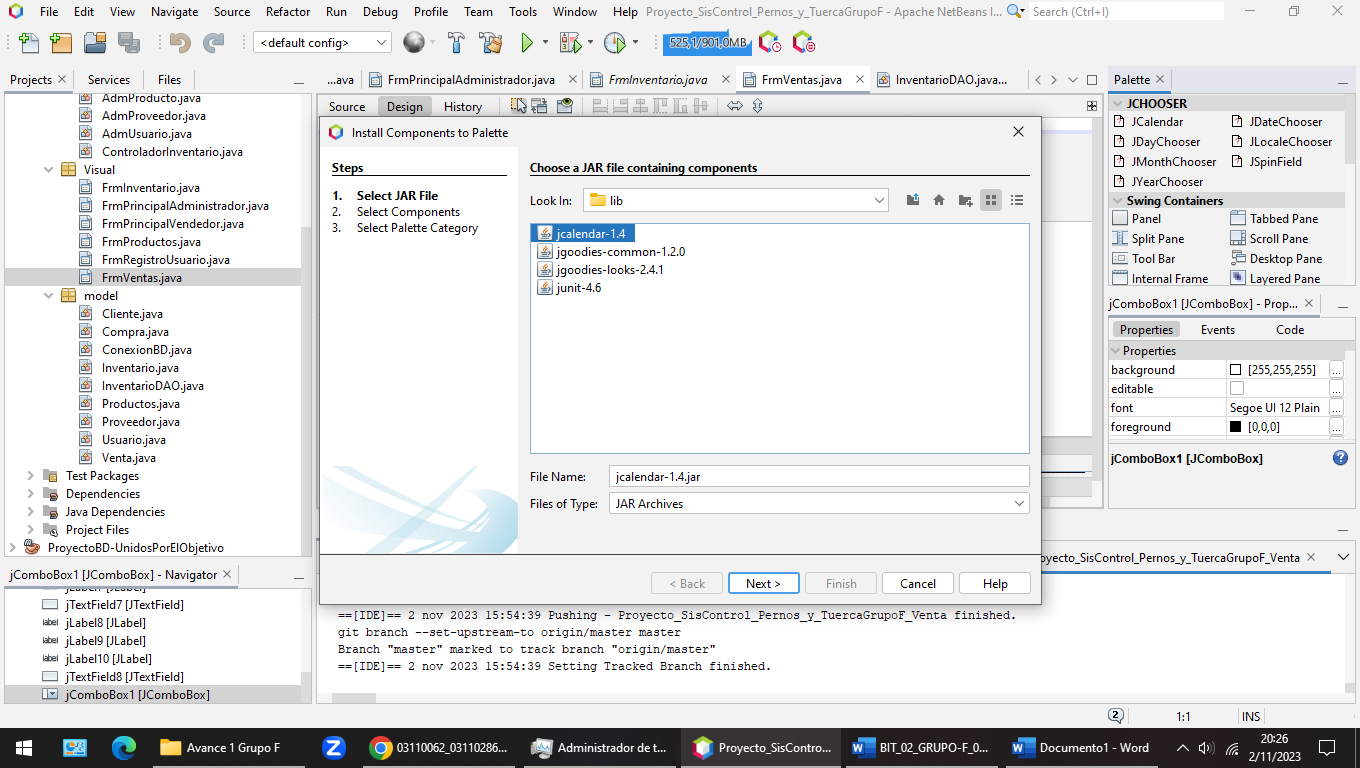 File Edit View Navigate Source Refactor Run Debug Profile Team Tools Window Help Proyecto_SisControl_Pernos_y_TuercaGrupoF - Apache NetBeans I... Search (Ctrl+I)
<default config> 525,1/901,0MB
Projects Services Files
...ava FrmPrincipalAdministrador.java FrmInventario.java FrmVentas.java InventarioDAO.java...
Source Design History
AdmProducto.java
AdmProveedor.java
AdmUsuario.java
ControladorInventario.java
Visual
FrmInventario.java
FrmPrincipalAdministrador.java
FrmPrincipalVendedor.java
FrmProductos.java
FrmRegistroUsuario.java
FrmVentas.java
model
Cliente.java
Compra.java
ConexionBD.java
Inventario.java
InventarioDAO.java
Productos.java
Proveedor.java
Usuario.java
Venta.java
Test Packages
Dependencies
Java Dependencies
Project Files
ProyectoBD-UnidosPorElObjetivo
jComboBox1 [JComboBox] - Navigator
jLabel7 [JLabel]
jTextField7 [JTextField]
label jLabel8 [JLabel]
label jLabel9 [JLabel]
label jLabel10 [JLabel]
jTextField8 [JTextField]
jComboBox1 [JComboBox]
Install Components to Palette
Steps
1. Select JAR File
2. Select Components
3. Select Palette Category
Choose a JAR file containing components
Look In: lib
jcalendar-1.4
jgoodies-common-1.2.0
jgoodies-looks-2.4.1
junit-4.6
File Name: jcalendar-1.4.jar
Files of Type: JAR Archives
< Back Next > Finish Cancel Help
Palette
JCHOOSER
JCalendar JDateChooser
JDayChooser JLocaleChooser
JMonthChooser JSpinField
JYearChooser
Swing Containers
Panel Tabbed Pane
Split Pane Scroll Pane
Tool Bar Desktop Pane
Internal Frame Layered Pane
jComboBox1 [JComboBox] - Prop...
Properties Events Code
Properties
background [255,255,255] ...
editable ...
font Segoe UI 12 Plain ...
foreground [0,0,0] ...
jComboBox1 [JComboBox]
oyecto_SisControl_Pernos_y_TuercaGrupoF_Venta
==[IDE]== 2 nov 2023 15:54:39 Pushing - Proyecto_SisControl_Pernos_y_TuercaGrupoF_Venta finished.
git branch --set-upstream-to origin/master master
Branch "master" marked to track branch "origin/master"
==[IDE]== 2 nov 2023 15:54:39 Setting Tracked Branch finished.
2 1:1 INS
Avance 1 Grupo F
03110062_03110286...
Administrador de t...
Proyecto_SisContro...
BIT_02_GRUPO-F_0...
Documento1 - Word
20:26
2/11/2023